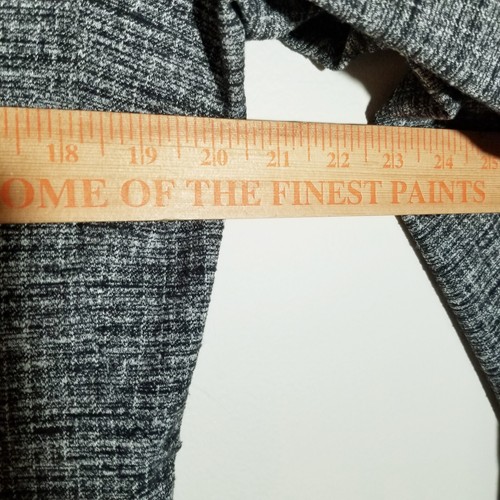 18 19 20 21 22 23 24 25
OME OF THE FINEST PAINTS